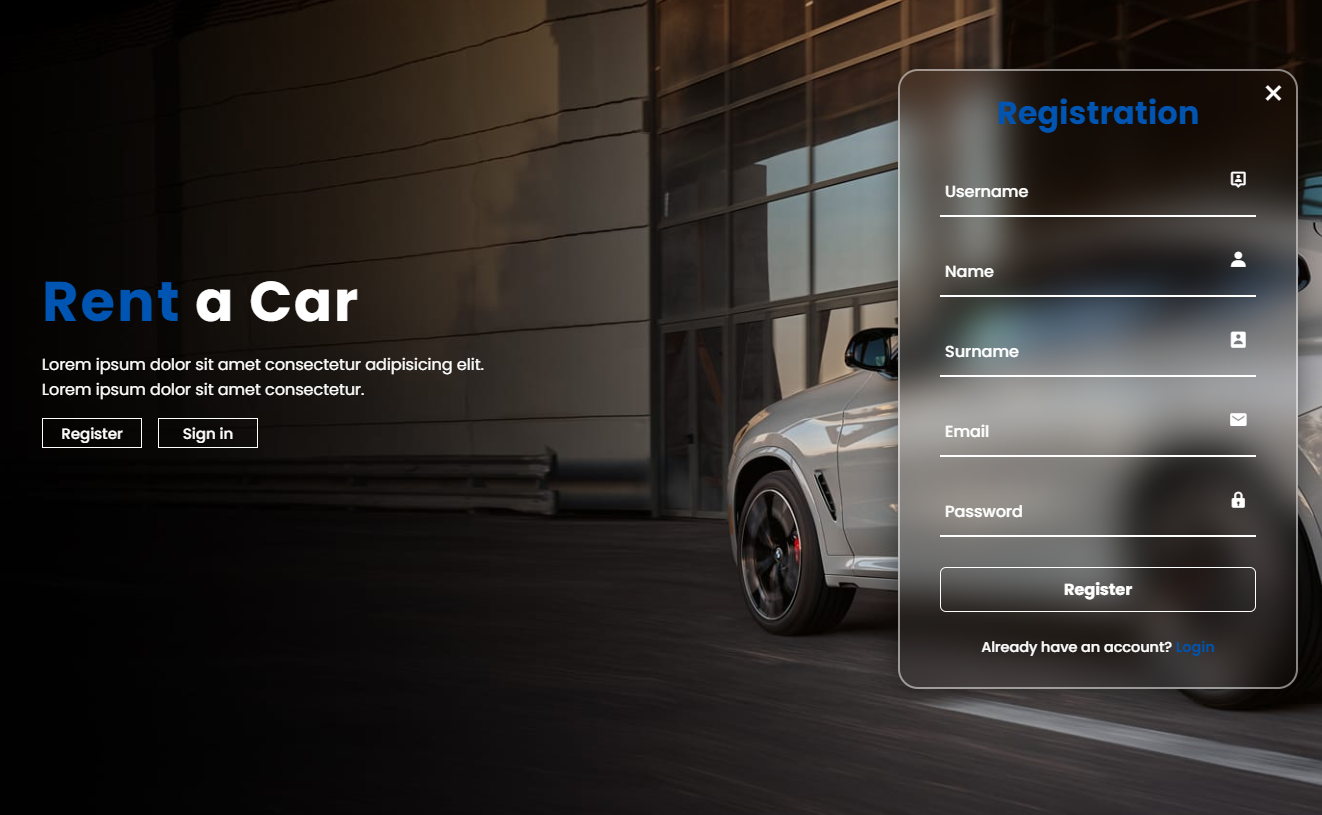 Rent a Car
Lorem ipsum dolor sit amet consectetur adipisicing elit.
Lorem ipsum dolor sit amet consectetur.
Register
Sign in
Registration
Username
Name
Surname
Email
Password
Register
Already have an account? Login